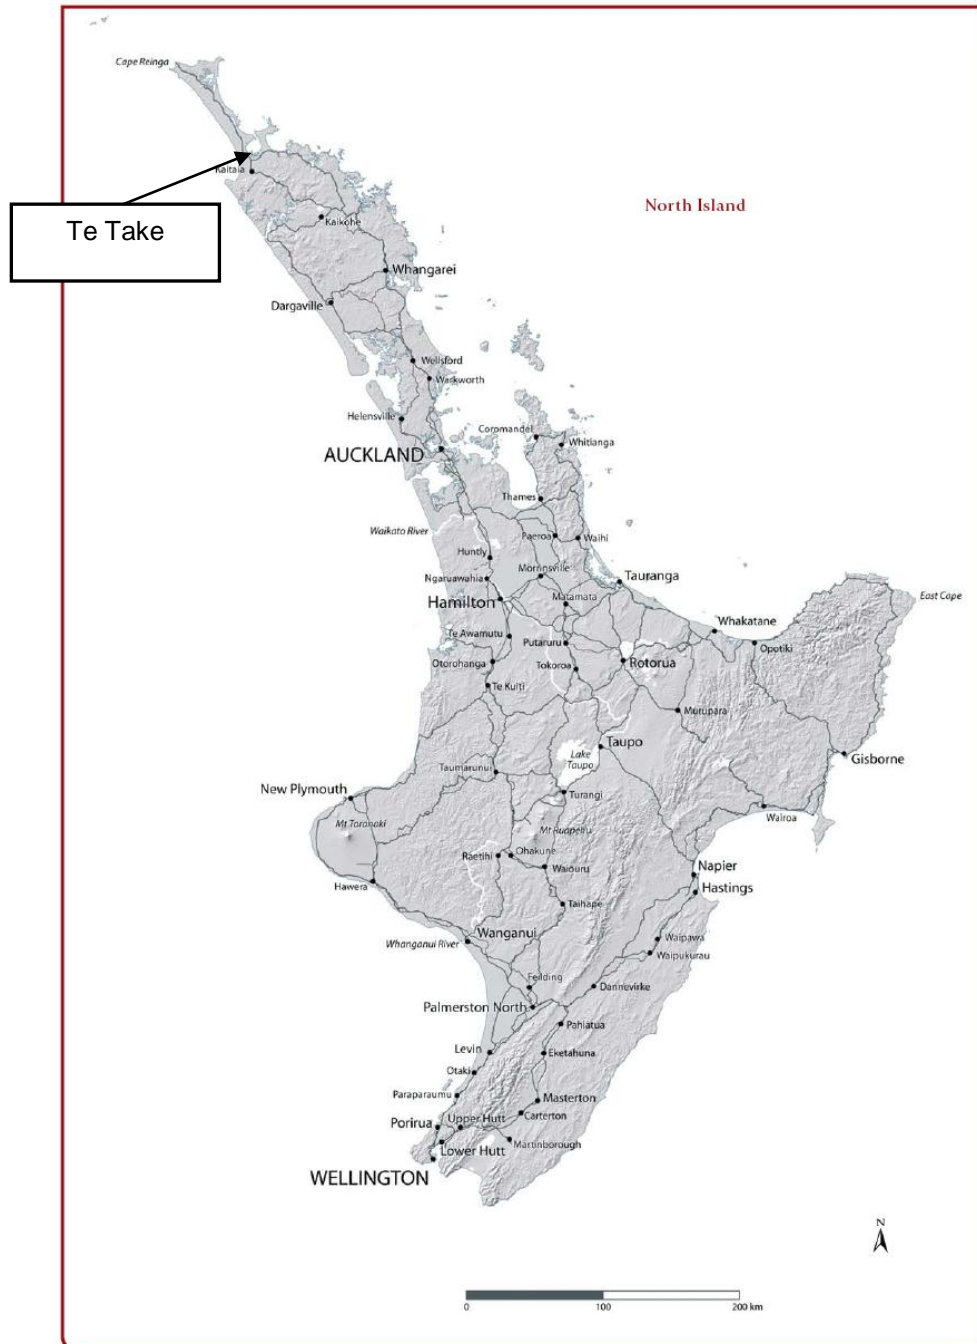 Cape Reinga
Kaitaia
Te Take
North Island
Kaikohe
Whangarei
Dargaville
Wellsford
Warkworth
Helensville
Coromandel
Whitianga
AUCKLAND
Thames
Waikato River
Paeroa
Waihi
Huntly
Morrinsville
Ngaruawahia
Tauranga
Hamilton
Matamata
East Cape
Whakatane
Te Awamutu
Putaruru
Opotiki
Otorohanga
Tokoroa
Rotorua
Te Kuiti
Murupara
Taupo
Lake
Taupo
Gisborne
Taumarunui
New Plymouth
Turangi
Wairoa
Mt Taranaki
Mt Ruapehu
Raetihi
Ohakune
Waiouru
Napier
Hawera
Hastings
Taihape
Wanganui
Whanganui River
Waipawa
Waipukurau
Feilding
Dannevirke
Palmerston North
Pahiatua
Levin
Eketahuna
Otaki
Paraparaumu
Masterton
Carterton
Porirua
Upper Hutt
Martinborough
Lower Hutt
WELLINGTON
N
0
100
200 km